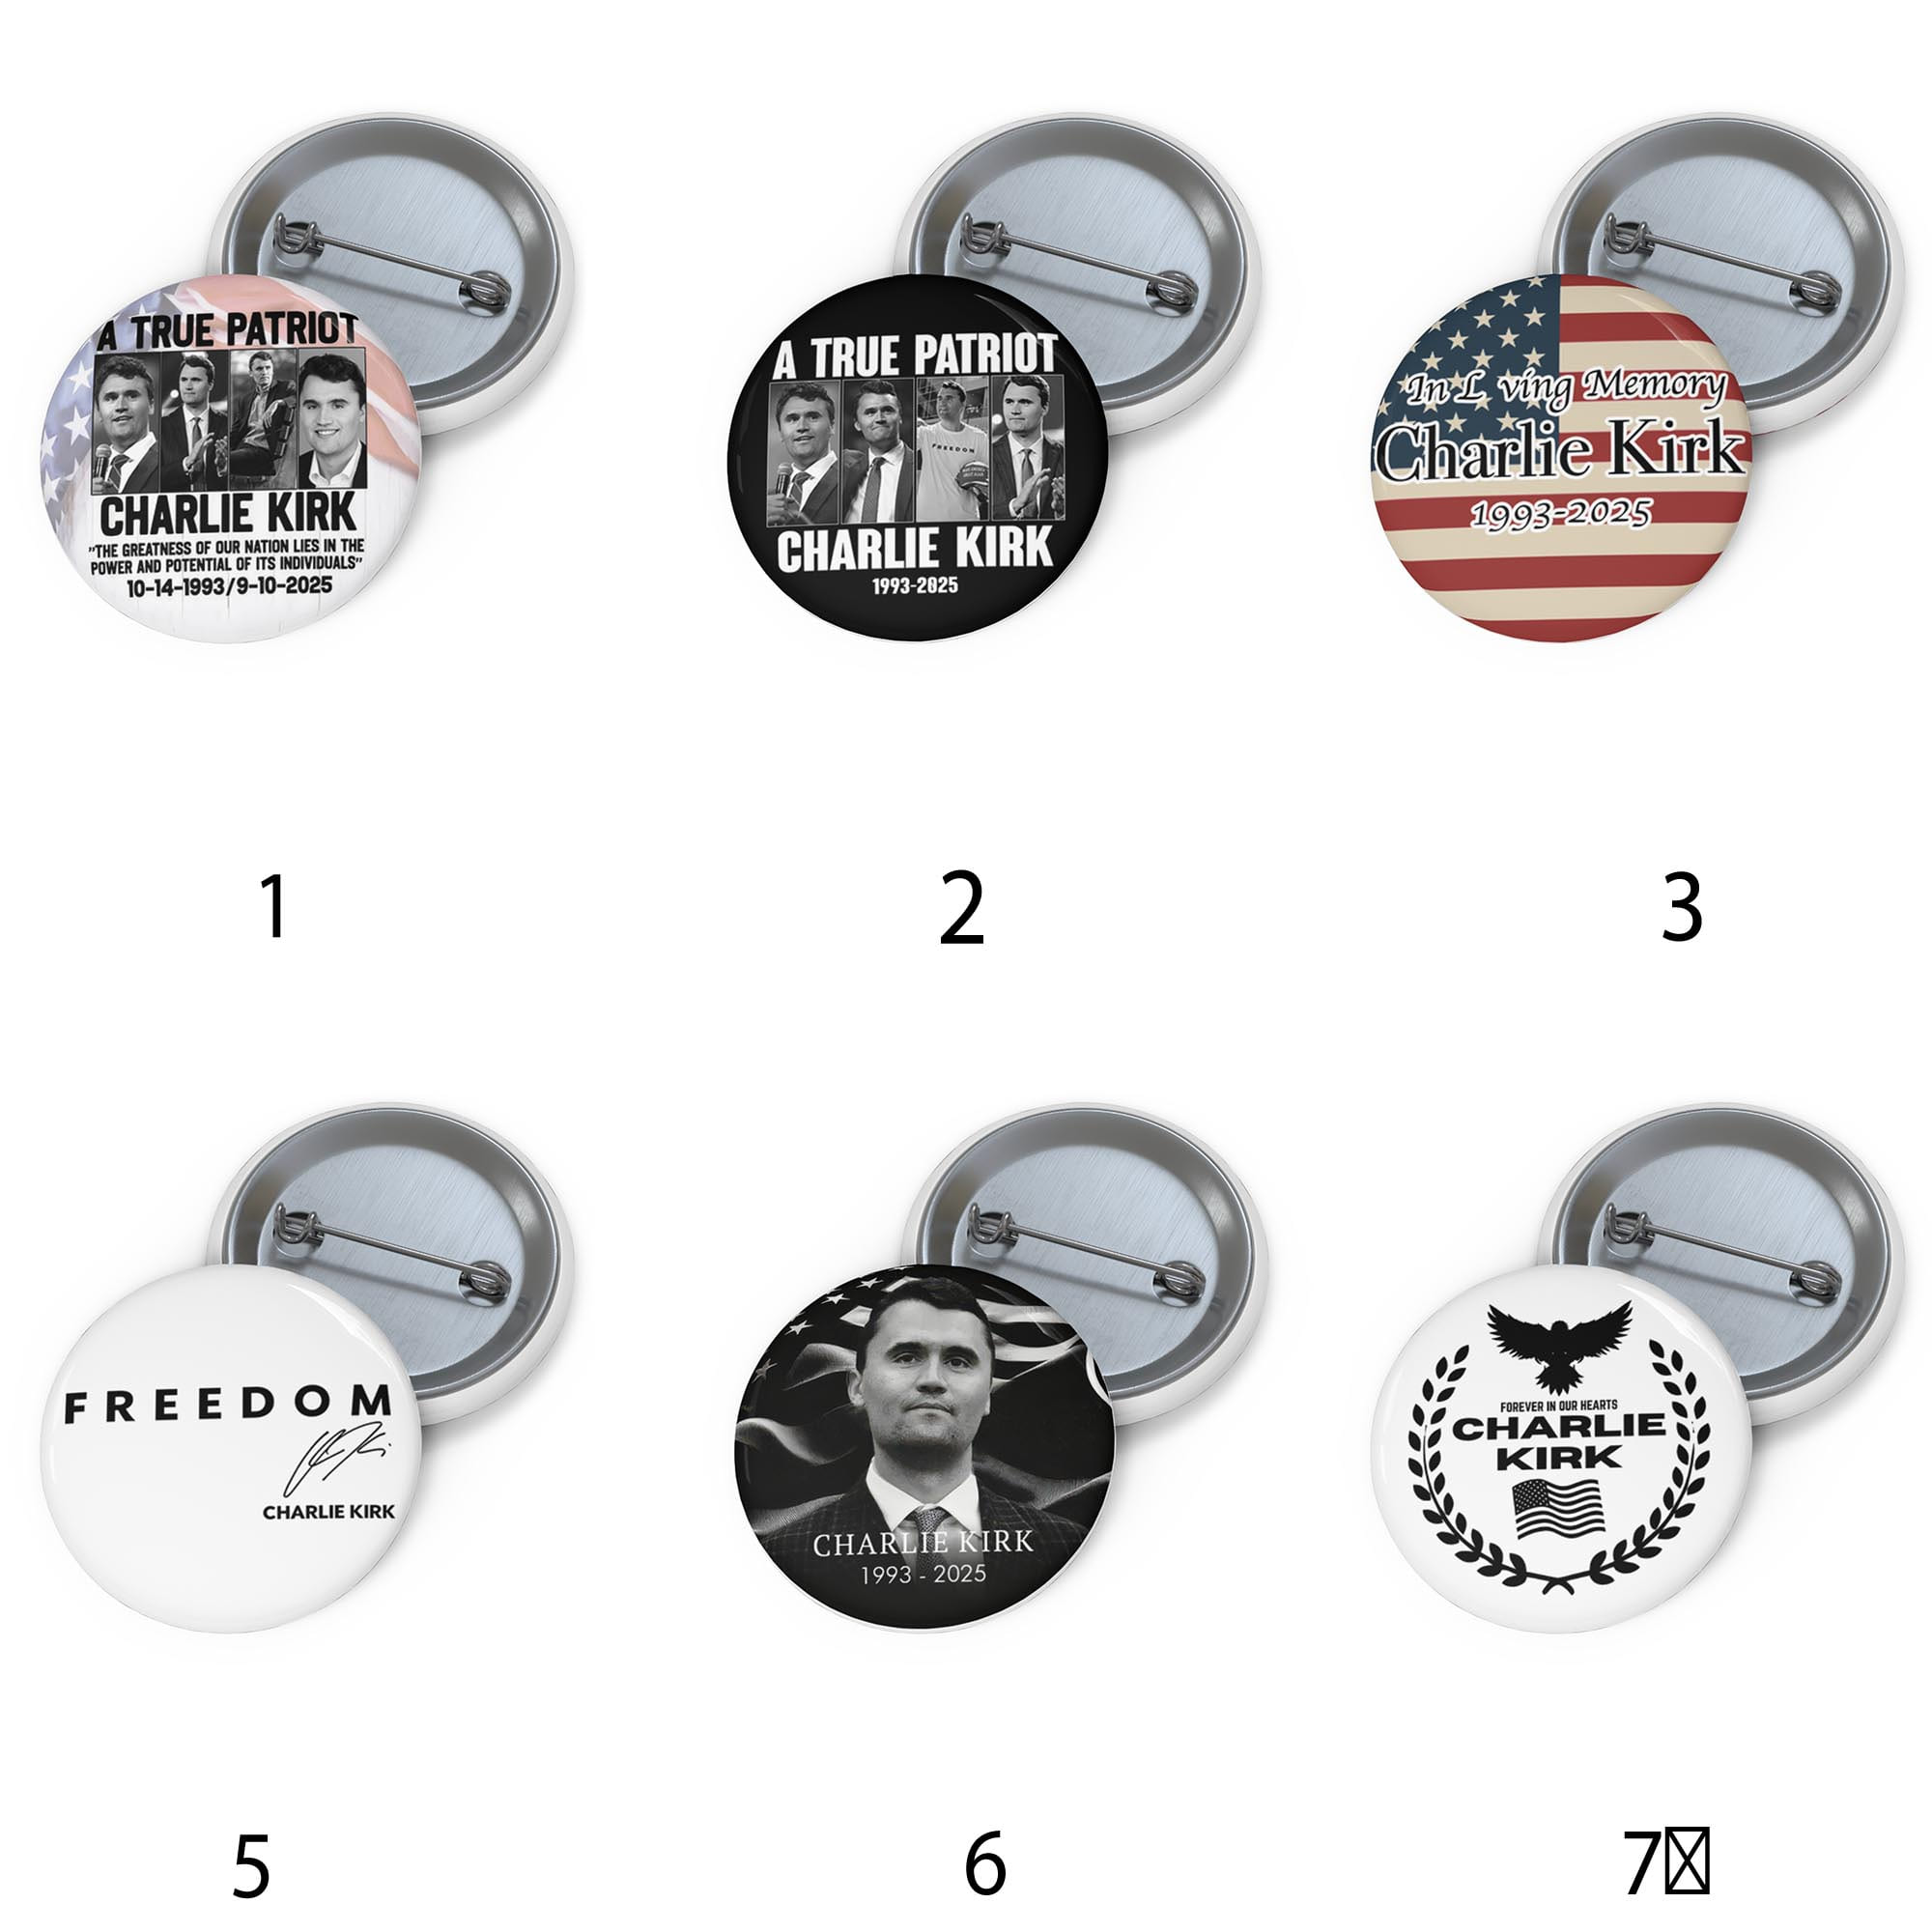 A TRUE PATRIOT
CHARLIE KIRK
"THE GREATNESS OF OUR NATION LIES IN THE
POWER AND POTENTIAL OF ITS INDIVIDUALS"
10-14-1993/9-10-2025
1
A TRUE PATRIOT
FREEDOM
CHARLIE KIRK
1993-2025
2
In L ving Memory
Charlie Kirk
1993-2025
3
FREEDOM
CHARLIE KIRK
5
CHARLIE KIRK
1993 - 2025
6
FOREVER IN OUR HEARTS
CHARLIE
KIRK
7